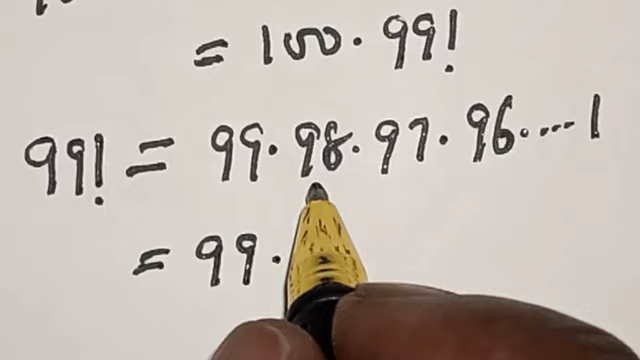 = 100 · 99!
99! = 99 · 98 · 97 · 96 · ... 1
= 99 ·